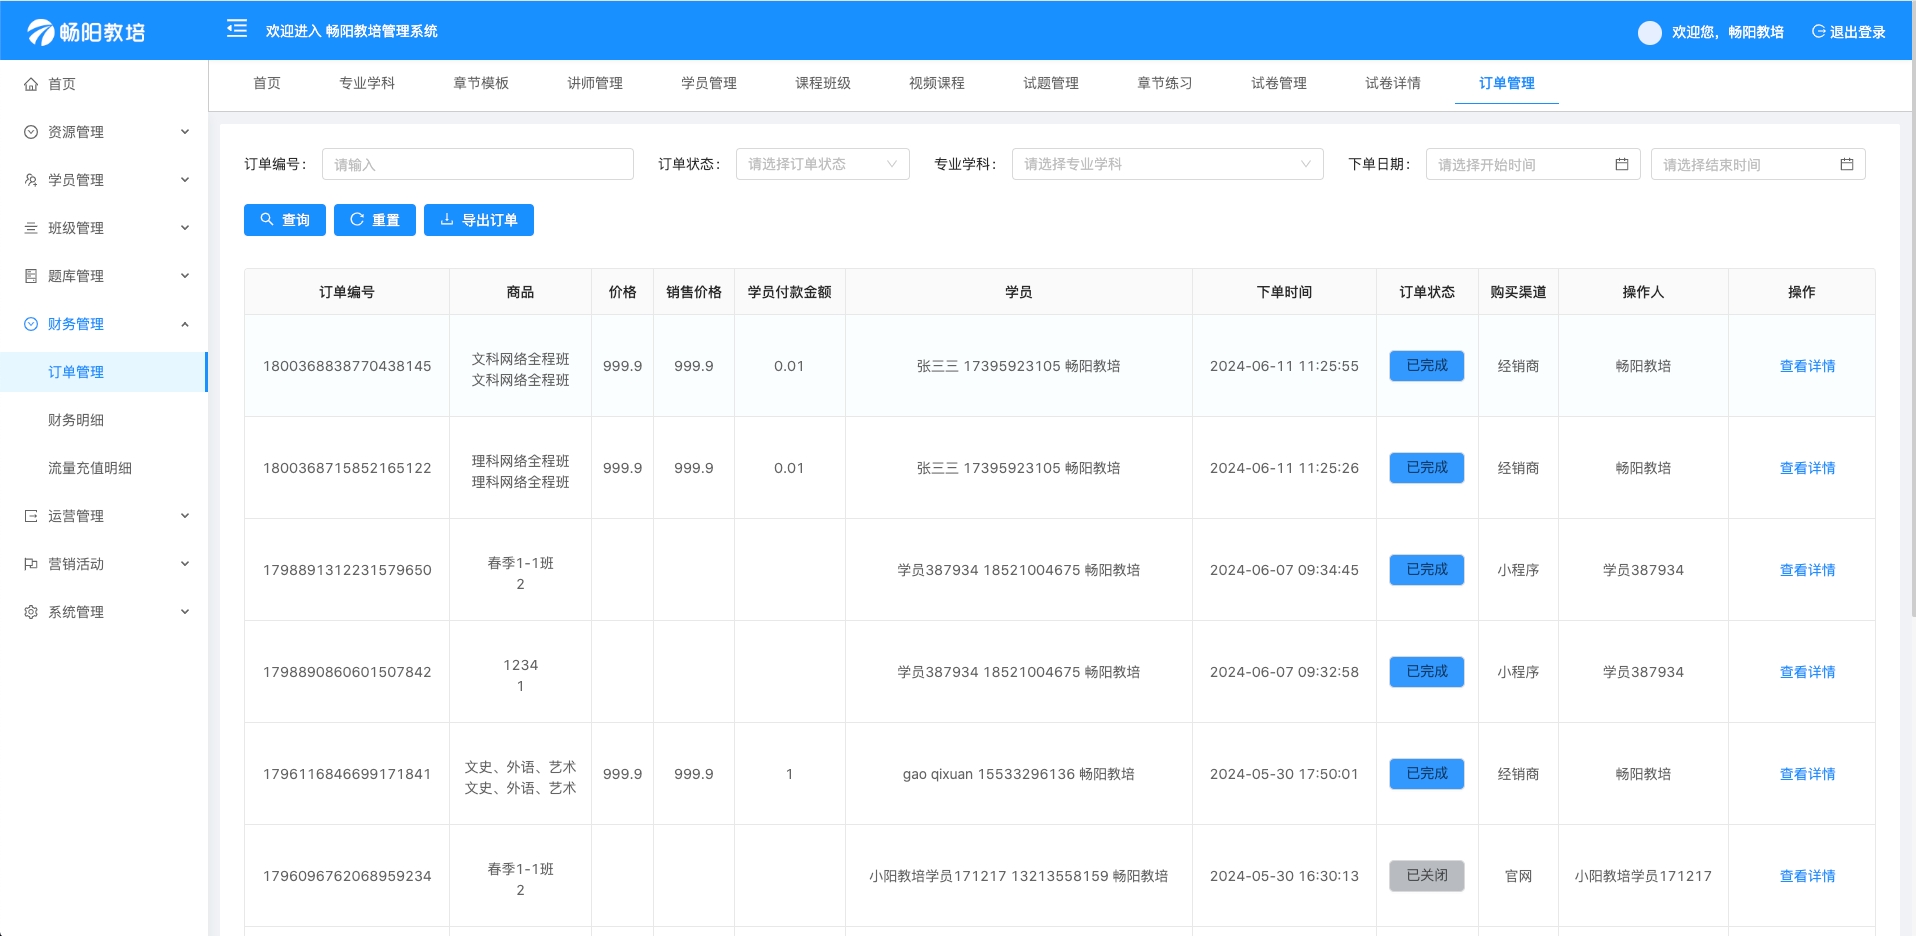 畅阳教培
欢迎进入 畅阳教培管理系统
欢迎您，畅阳教培
退出登录
首页
资源管理
学员管理
班级管理
题库管理
财务管理
订单管理
财务明细
流量充值明细
运营管理
营销活动
系统管理
首页 专业学科 章节模板 讲师管理 学员管理 课程班级 视频课程 试题管理 章节练习 试卷管理 试卷详情 订单管理
订单编号： 请输入 订单状态： 请选择订单状态 专业学科： 请选择专业学科 下单日期： 请选择开始时间 请选择结束时间
查询 重置 导出订单
订单编号 商品 价格 销售价格 学员付款金额 学员 下单时间 订单状态 购买渠道 操作人 操作
1800368838770438145 文科网络全程班 999.9 999.9 0.01 张三三 17395923105 畅阳教培 2024-06-11 11:25:55 已完成 经销商 畅阳教培 查看详情
文科网络全程班
1800368715852165122 理科网络全程班 999.9 999.9 0.01 张三三 17395923105 畅阳教培 2024-06-11 11:25:26 已完成 经销商 畅阳教培 查看详情
理科网络全程班
1798891312231579650 春季1-1班 学员387934 18521004675 畅阳教培 2024-06-07 09:34:45 已完成 小程序 学员387934 查看详情
2
1798890860601507842 1234 学员387934 18521004675 畅阳教培 2024-06-07 09:32:58 已完成 小程序 学员387934 查看详情
1
1796116846699171841 文史、外语、艺术 999.9 999.9 1 gao qixuan 15533296136 畅阳教培 2024-05-30 17:50:01 已完成 经销商 畅阳教培 查看详情
文史、外语、艺术
1796096762068959234 春季1-1班 小阳教培学员171217 13213558159 畅阳教培 2024-05-30 16:30:13 已关闭 官网 小阳教培学员171217 查看详情
2